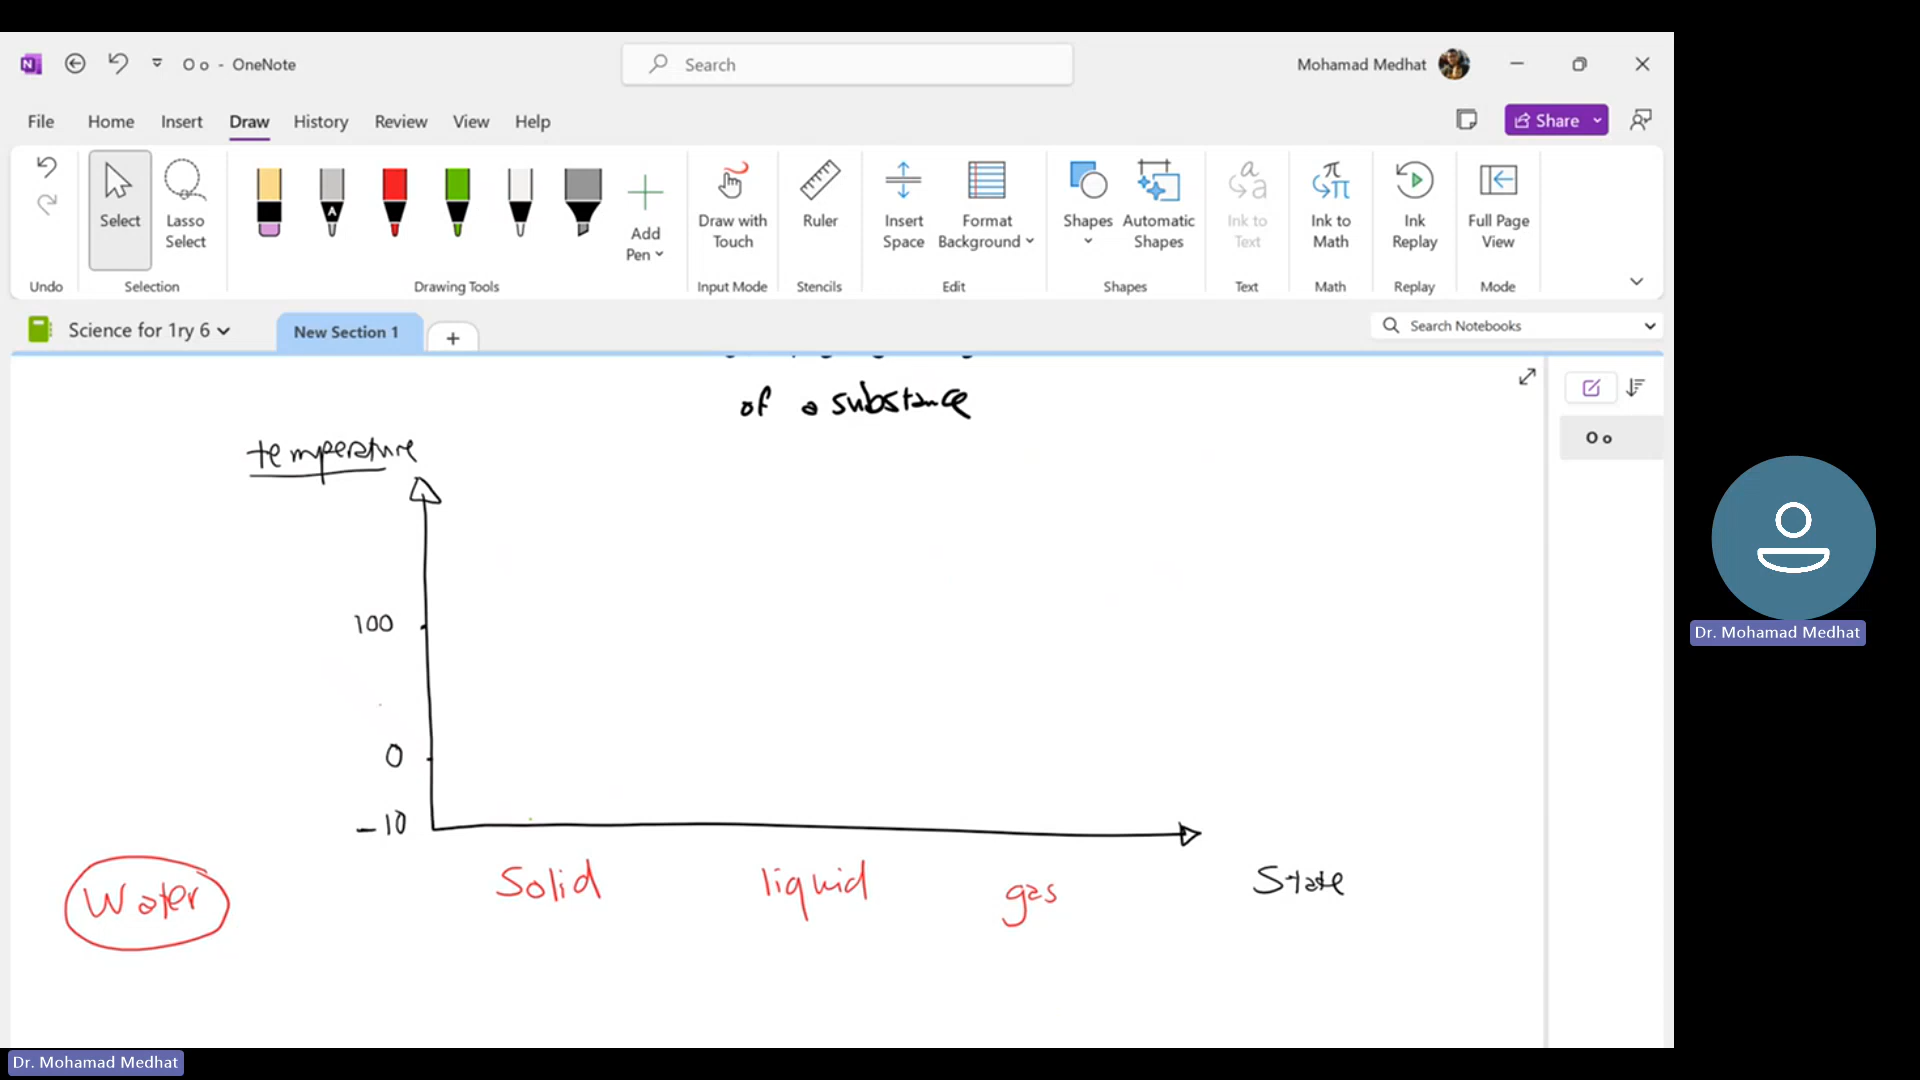 O o - OneNote
Search
Mohamad Medhat
File Home Insert Draw History Review View Help
Share
Select
Lasso Select
A
Add Pen
Draw with Touch
Ruler
Insert Space
Format Background
Shapes
Automatic Shapes
a
a
Ink to Text
π
π
Ink to Math
Ink Replay
Full Page View
Undo
Selection
Drawing Tools
Input Mode
Stencils
Edit
Shapes
Text
Math
Replay
Mode
Science for 1ry 6
New Section 1
+
Search Notebooks
of a substance
O o
temperature
100
0
-10
Water
Solid
liquid
gas
State
Dr. Mohamad Medhat
Dr. Mohamad Medhat